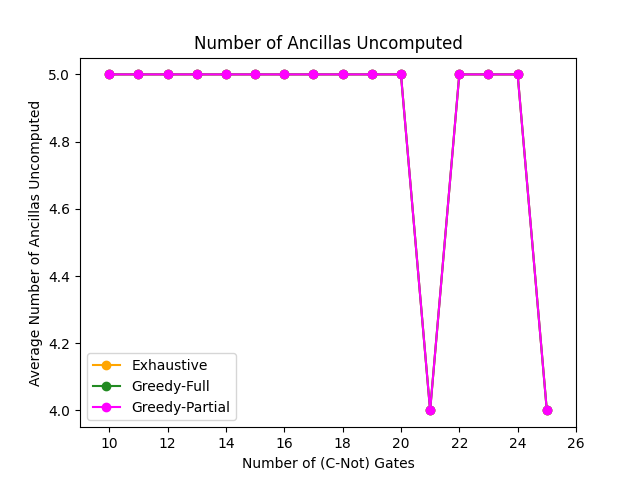 Number of Ancillas Uncomputed
Average Number of Ancillas Uncomputed
5.0
4.8
4.6
4.4
4.2
4.0
Exhaustive
Greedy-Full
Greedy-Partial
10 12 14 16 18 20 22 24 26
Number of (C-Not) Gates